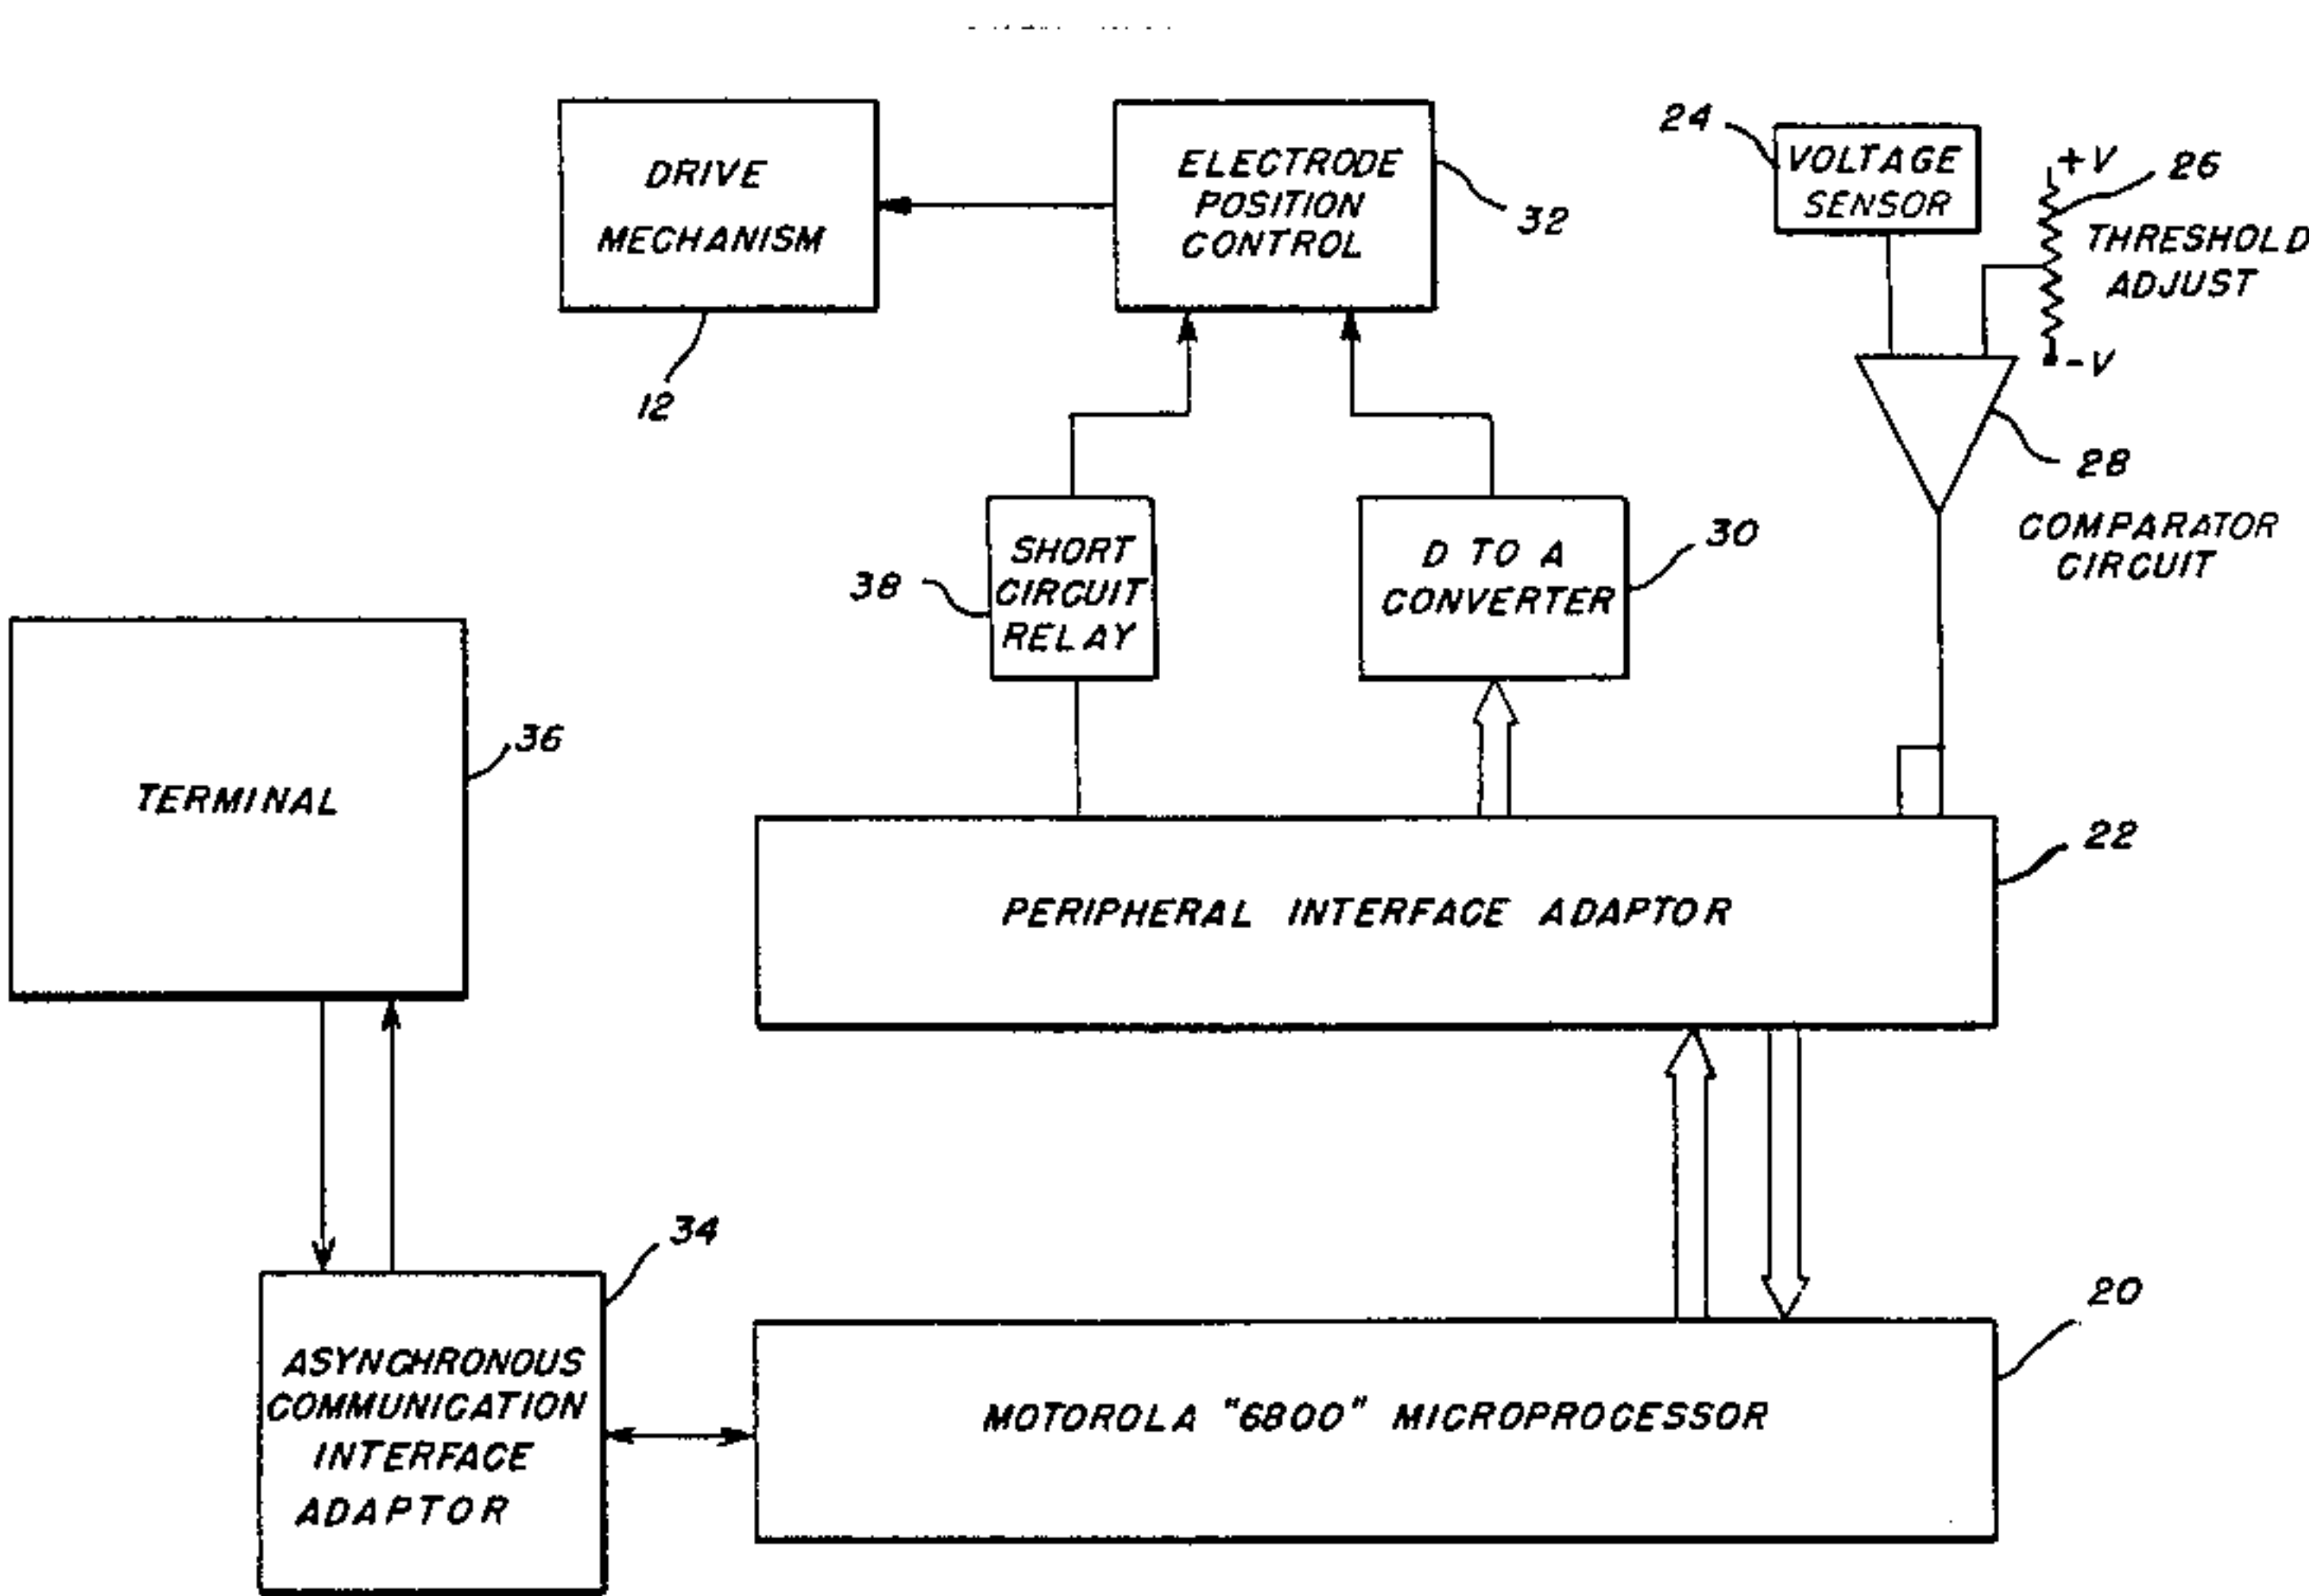 DRIVE
MECHANISM
12
ELECTRODE
POSITION
CONTROL
32
24
VOLTAGE
SENSOR
+V
26
THRESHOLD
ADJUST
-V
28
COMPARATOR
CIRCUIT
38
SHORT
CIRCUIT
RELAY
D TO A
CONVERTER
30
TERMINAL
36
PERIPHERAL INTERFACE ADAPTOR
22
34
ASYNCHRONOUS
COMMUNICATION
INTERFACE
ADAPTOR
MOTOROLA "6800" MICROPROCESSOR
20